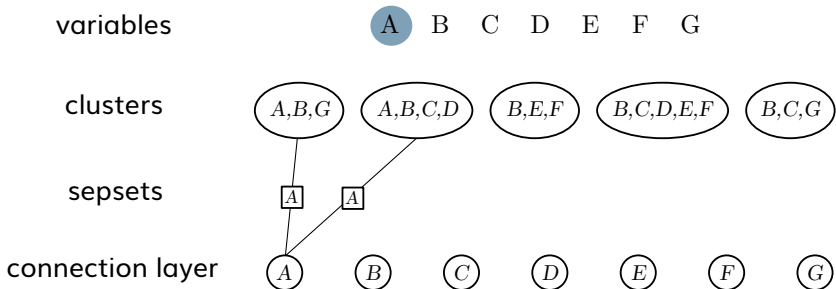 variables A B C D E F G
clusters A,B,G A,B,C,D B,E,F B,C,D,E,F B,C,G
sepsets A A
connection layer A B C D E F G